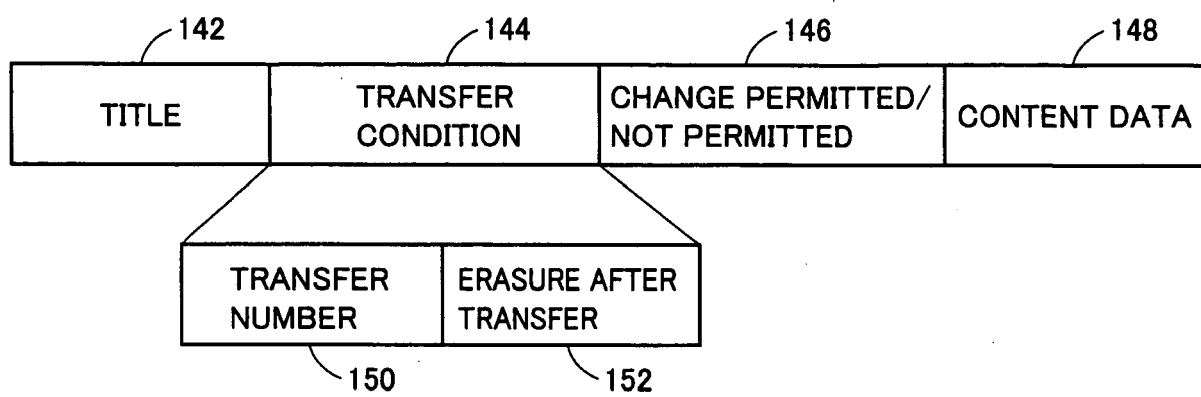 142 144 146 148
TITLE
TRANSFER
CONDITION
CHANGE PERMITTED/
NOT PERMITTED
CONTENT DATA
TRANSFER
NUMBER
ERASURE AFTER
TRANSFER
150 152